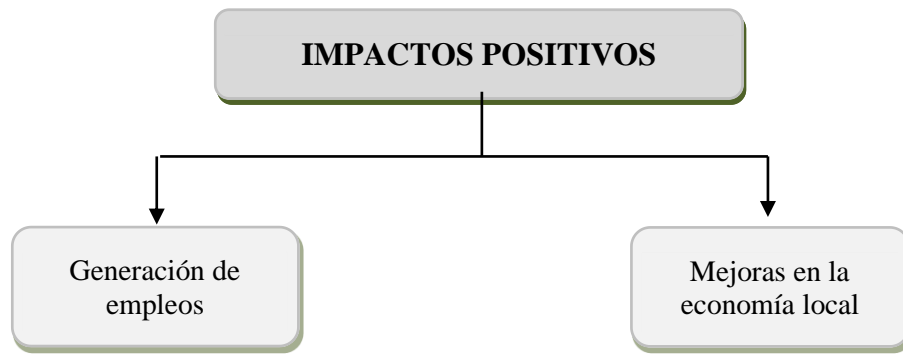 IMPACTOS POSITIVOS
Generación de
empleos
Mejoras en la
economía local